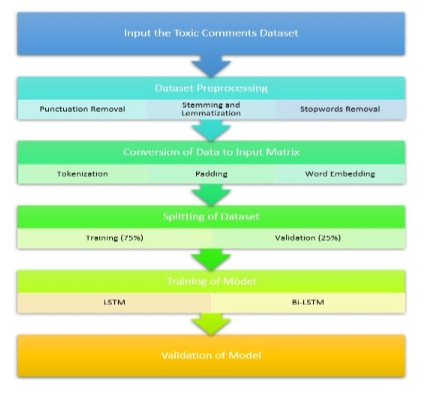 Input the Toxic Comments Dataset
Dataset Preprocessing
Punctuation Removal
Stemming and
Lemmatization
Stopwords Removal
Conversion of Data to Input Matrix
Tokenization
Padding
Word Embedding
Splitting of Dataset
Training (75%)
Validation (25%)
Training of Model
LSTM
Bi-LSTM
Validation of Model